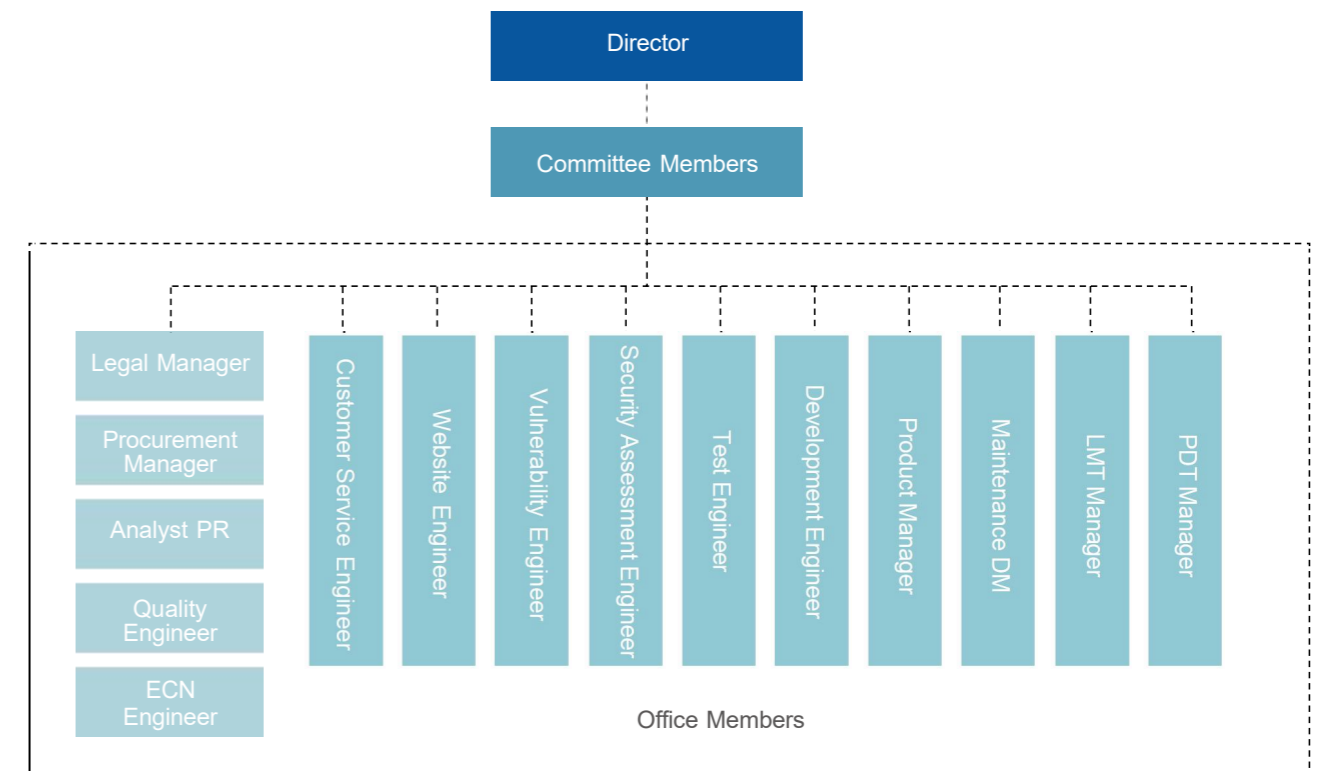 Director
Committee Members
Legal Manager
Procurement
Manager
Analyst PR
Quality
Engineer
ECN
Engineer
Customer Service Engineer
Website Engineer
Vulnerability Engineer
Security Assessment Engineer
Test Engineer
Development Engineer
Product Manager
Maintenance DM
LMT Manager
PDT Manager
Office Members